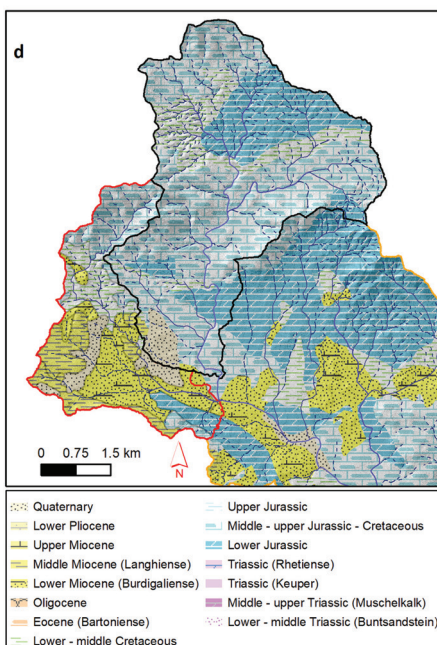 d
0 0.75 1.5 km
N
Quaternary
Lower Pliocene
Upper Miocene
Middle Miocene (Langhiense)
Lower Miocene (Burdigaliense)
Oligocene
Eocene (Bartoniense)
Lower - middle Cretaceous
Upper Jurassic
Middle - upper Jurassic - Cretaceous
Lower Jurassic
Triassic (Rhetiense)
Triassic (Keuper)
Middle - upper Triassic (Muschelkalk)
Lower - middle Triassic (Buntsandstein)